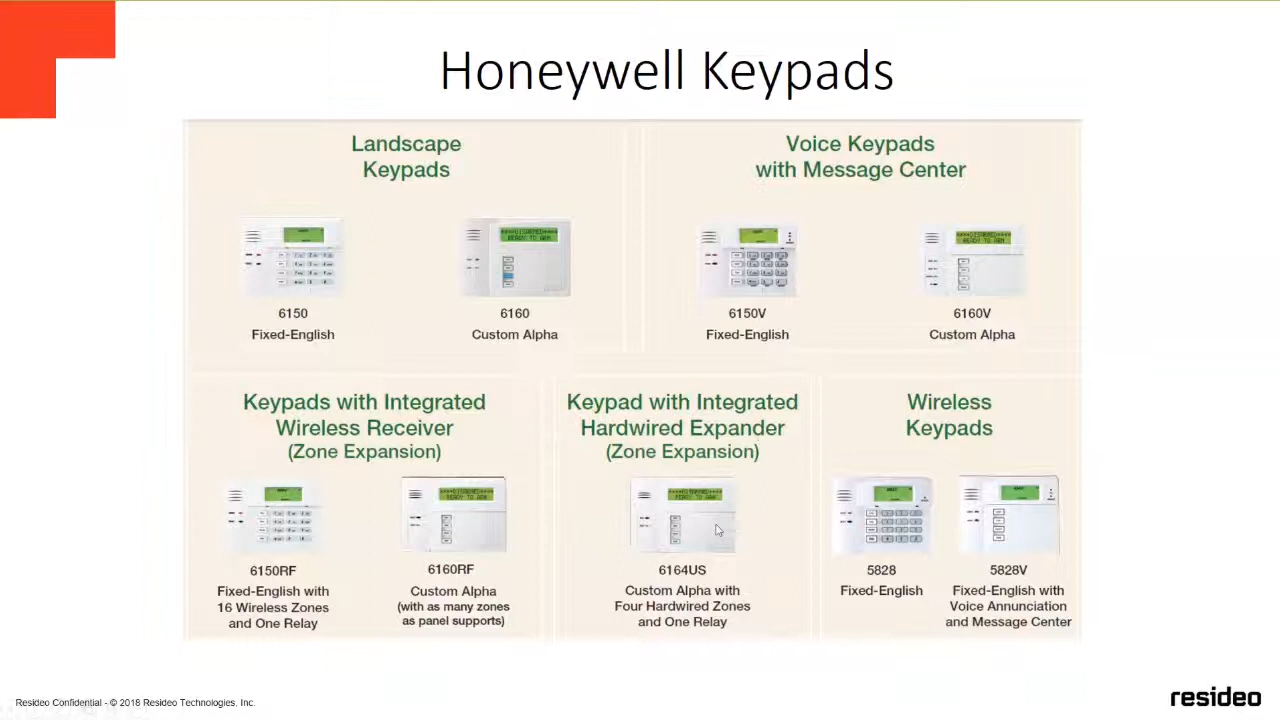 Honeywell Keypads
Landscape
Keypads
Voice Keypads
with Message Center
6150
Fixed-English
6160
Custom Alpha
6150V
Fixed-English
6160V
Custom Alpha
Keypads with Integrated
Wireless Receiver
(Zone Expansion)
Keypad with Integrated
Hardwired Expander
(Zone Expansion)
Wireless
Keypads
6150RF
Fixed-English with
16 Wireless Zones
and One Relay
6160RF
Custom Alpha
(with as many zones
as panel supports)
6164US
Custom Alpha with
Four Hardwired Zones
and One Relay
5828
Fixed-English
5828V
Fixed-English with
Voice Annunciation
and Message Center
Resideo Confidential - © 2018 Resideo Technologies, Inc.
resideo